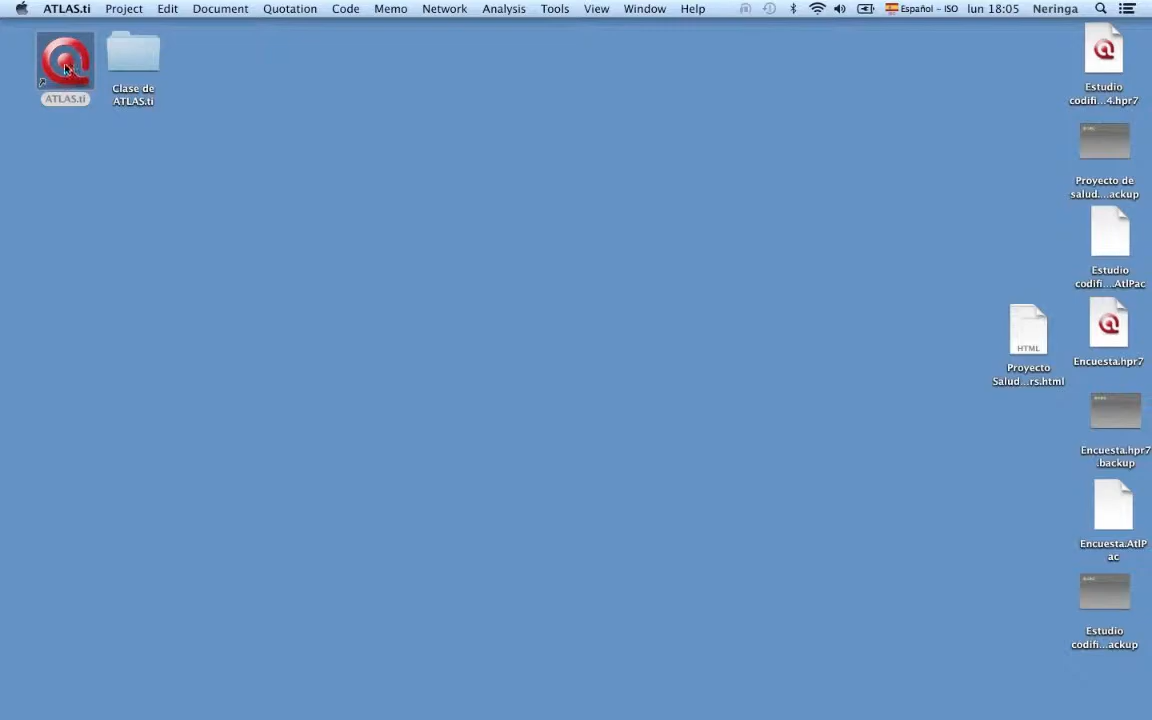 ATLAS.ti Project Edit Document Quotation Code Memo Network Analysis Tools View Window Help Español – ISO lun 18:05 Neringa
ATLAS.ti
Clase de
ATLAS.ti
Estudio
codifi...4.hpr7
Proyecto de
salud....ackup
Estudio
codifi....AtlPac
HTML
Proyecto
Salud...rs.html
Encuesta.hpr7
Encuesta.hpr7
.backup
Encuesta.AtlP
ac
Estudio
codifi...ackup